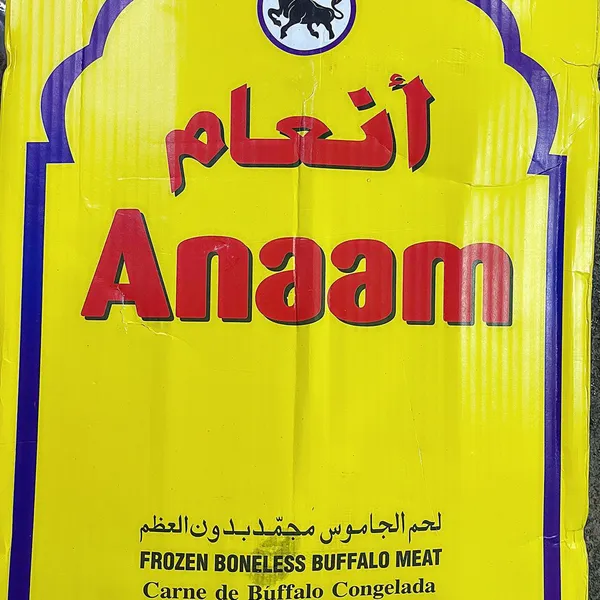 أنعام
Anaam
لحم الجاموس مجمّد بدون العظم
FROZEN BONELESS BUFFALO MEAT
Carne de Búffalo Congelada